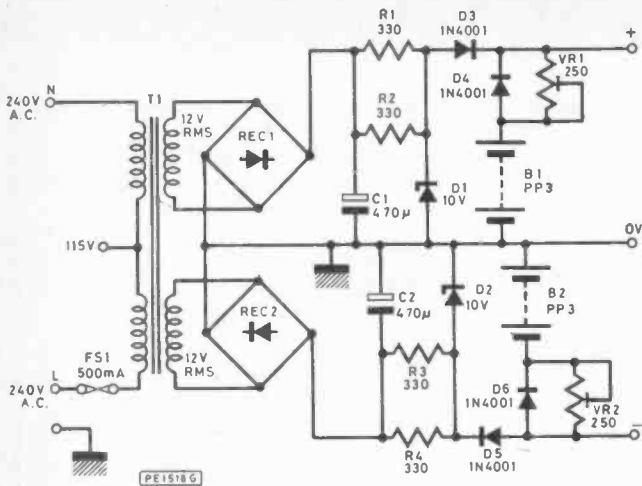 R1
330
D3
1N4001
+
N
240V
A.C.
T1
12V
RMS
REC1
R2
330
D4
1N4001
VR1
250
C1
470µ
D1
10V
B1
PP3
115V
0V
C2
470µ
D2
10V
B2
PP3
FS1
500mA
L
240V
A.C.
12V
RMS
REC2
R3
330
D6
1N4001
VR2
250
R4
330
D5
1N4001
−
PE1518G